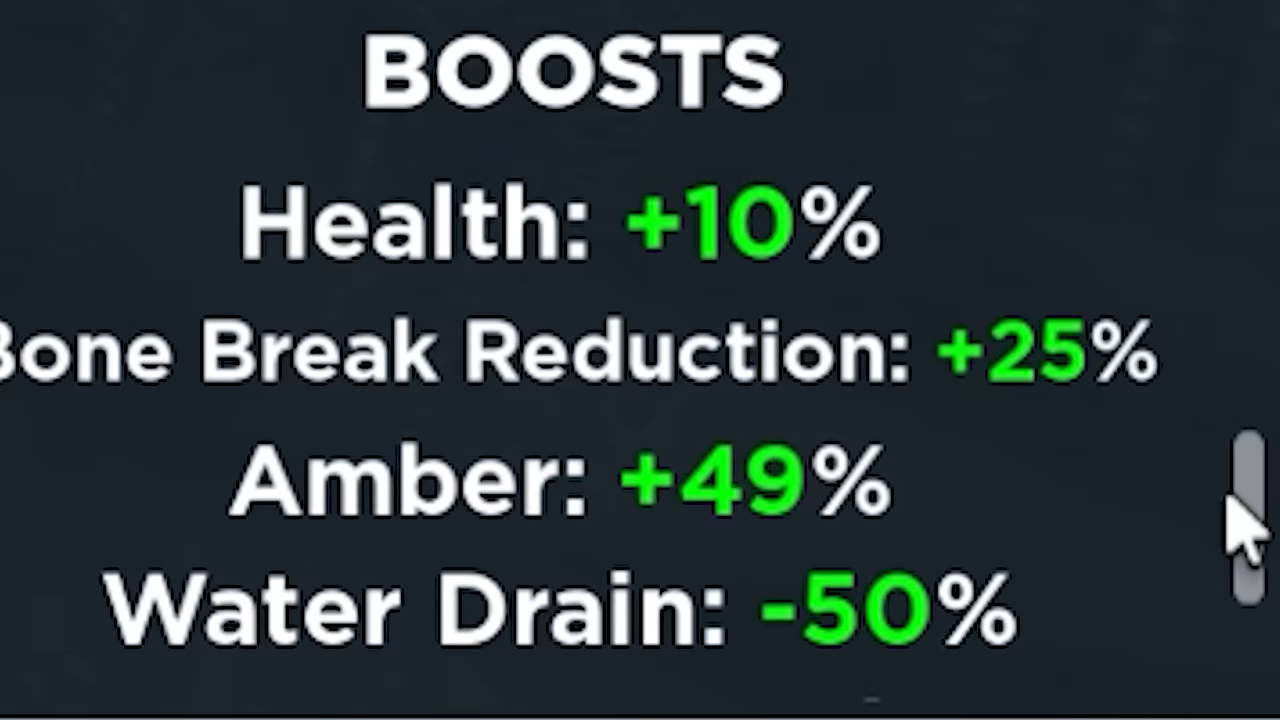 BOOSTS
Health: +10%
Bone Break Reduction: +25%
Amber: +49%
Water Drain: -50%